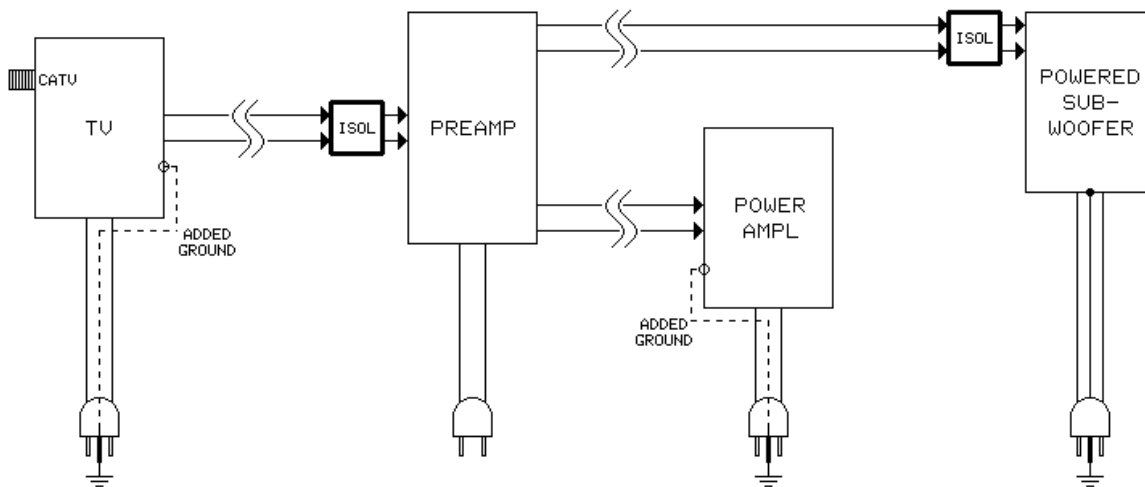 CATV
TV
ADDED
GROUND
ISOL
PREAMP
POWER
AMPL
ADDED
GROUND
ISOL
POWERED
SUB-
WOOFER